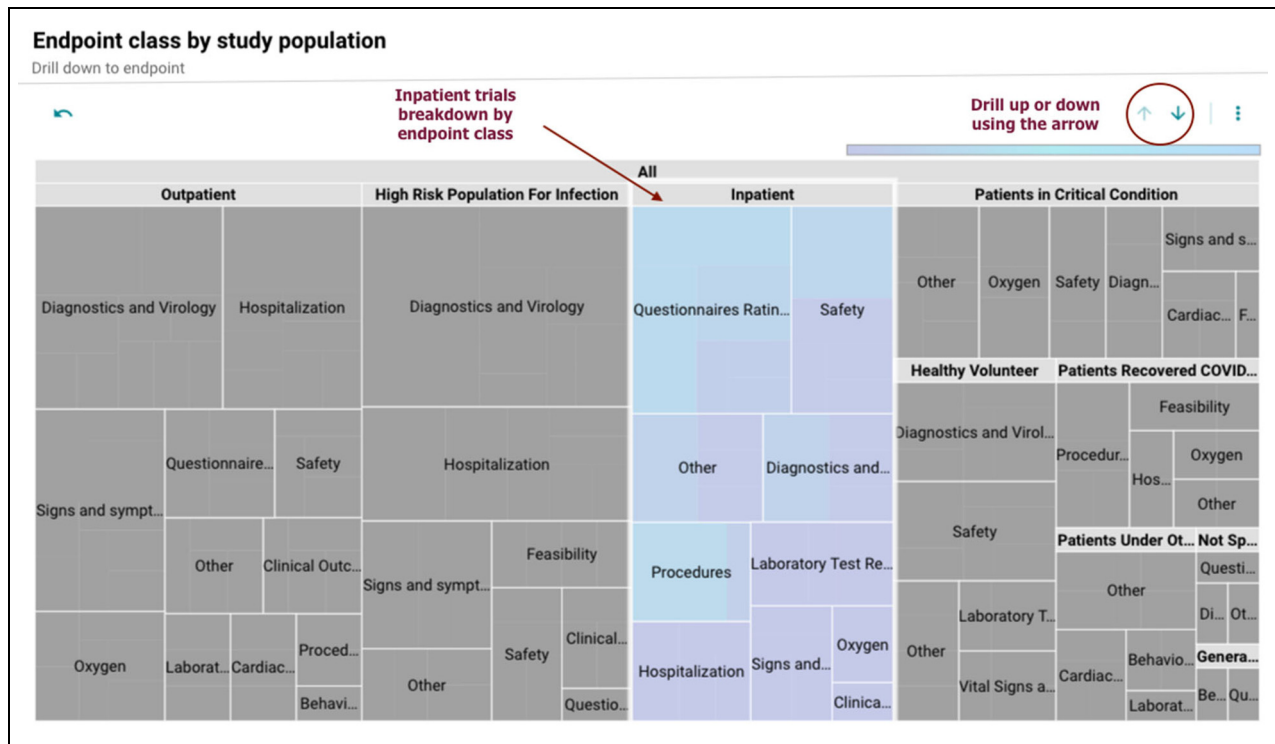 Endpoint class by study population
Drill down to endpoint
Inpatient trials
breakdown by
endpoint class
Drill up or down
using the arrow
All
Outpatient
Diagnostics and Virology
Hospitalization
Signs and sympt...
Questionnaire...
Safety
Other
Clinical Outc...
Oxygen
Laborat...
Cardiac...
Proced...
Behavi...
High Risk Population For Infection
Diagnostics and Virology
Hospitalization
Signs and sympt...
Feasibility
Safety
Clinical...
Other
Questio...
Inpatient
Questionnaires Ratin...
Safety
Other
Diagnostics and...
Procedures
Laboratory Test Re...
Hospitalization
Signs and...
Oxygen
Clinica...
Patients in Critical Condition
Other
Oxygen
Safety
Diagn...
Signs and s...
Cardiac...
F...
Healthy Volunteer
Diagnostics and Virol...
Safety
Other
Laboratory T...
Vital Signs a...
Patients Recovered COVID...
Procedur...
Feasibility
Hos...
Oxygen
Other
Patients Under Ot...
Other
Cardiac...
Behavio...
Laborat...
Not Sp...
Questi...
Di...
Ot...
Genera...
Be...
Qu...